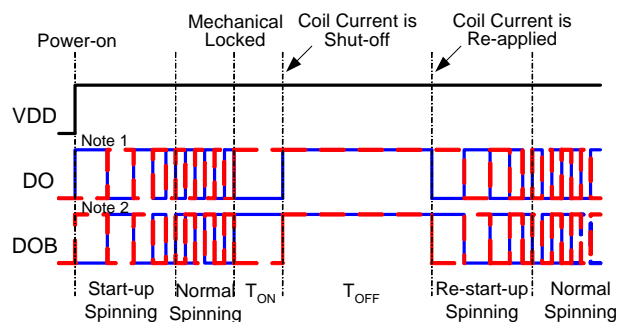 Power-on
Mechanical
Locked
Coil Current is
Shut-off
Coil Current is
Re-applied
VDD
Note 1
DO
Note 2
DOB
Start-up
Spinning
Normal
Spinning
TON
TOFF
Re-start-up
Spinning
Normal
Spinning